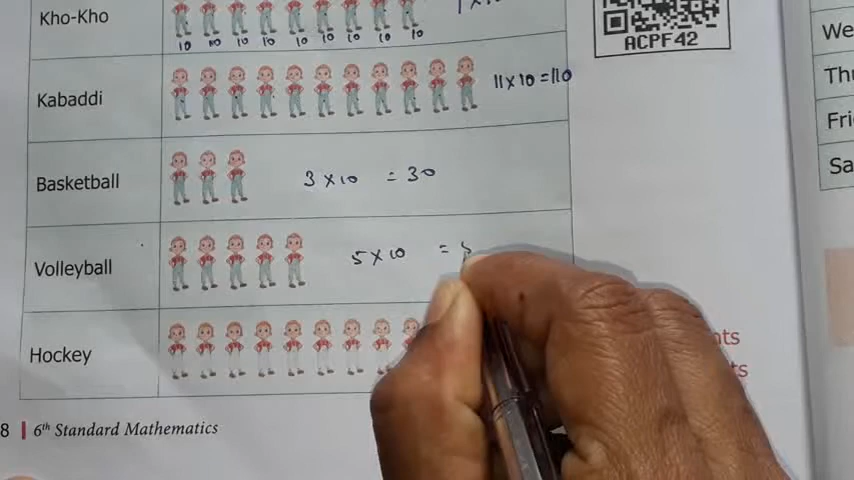 Kho-Kho
10 10 10 10 10 10 10 10 10
ACPF42
Kabaddi
11 x 10 = 110
Basketball
3 x 10 = 30
Volleyball
5 x 10 =
Hockey
8 6th Standard Mathematics
We
Th
Fri
Sa